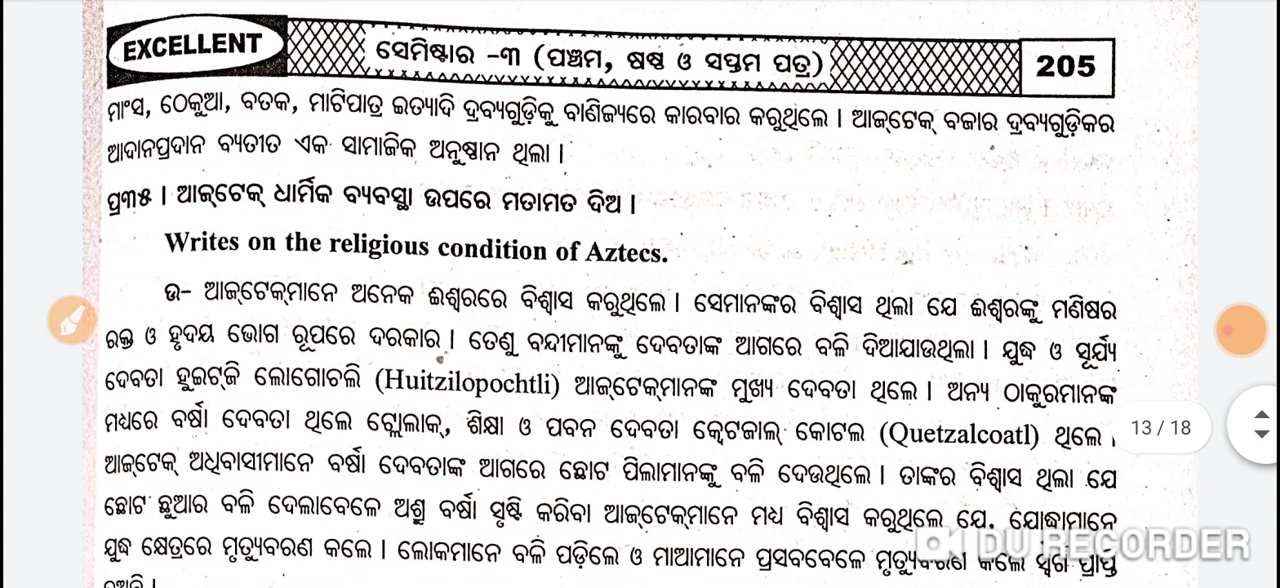 EXCELLENT ସେମିଷ୍ଟାର -୩ (ପଞ୍ଚମ, ଷଷ୍ଠ ଓ ସପ୍ତମ ପତ୍ର) 205
ମାଂସ, ଠେକୁଆ, ବତକ, ମାଟିପାତ୍ର ଇତ୍ୟାଦି ଦ୍ରବ୍ୟଗୁଡ଼ିକୁ ବାଣିଜ୍ୟରେ କାରବାର କରୁଥିଲେ । ଆଜ୍‌ଟେକ୍ ବଜାର ଦ୍ରବ୍ୟଗୁଡ଼ିକର
ଆଦାନପ୍ରଦାନ ବ୍ୟତୀତ ଏକ ସାମାଜିକ ଅନୁଷ୍ଠାନ ଥିଲା ।
ପ୍ର୩୫ । ଆଜ୍‌ଟେକ୍ ଧାର୍ମିକ ବ୍ୟବସ୍ଥା ଉପରେ ମତାମତ ଦିଅ ।
Writes on the religious condition of Aztecs.
ଉ- ଆଜ୍‌ଟେକ୍‌ମାନେ ଅନେକ ଈଶ୍ୱରରେ ବିଶ୍ୱାସ କରୁଥିଲେ । ସେମାନଙ୍କର ବିଶ୍ୱାସ ଥିଲା ଯେ ଈଶ୍ୱରଙ୍କୁ ମଣିଷର
ରକ୍ତ ଓ ହୃଦୟ ଭୋଗ ରୂପରେ ଦରକାର । ତେଣୁ ବନ୍ଦୀମାନଙ୍କୁ ଦେବତାଙ୍କ ଆଗରେ ବଳି ଦିଆଯାଉଥିଲା । ଯୁଦ୍ଧ ଓ ସୂର୍ଯ୍ୟ
ଦେବତା ହୁଇଟ୍‌ଜି ଲୋଗୋଚଲି (Huitzilopochtli) ଆଜ୍‌ଟେକ୍‌ମାନଙ୍କ ମୁଖ୍ୟ ଦେବତା ଥିଲେ । ଅନ୍ୟ ଠାକୁରମାନଙ୍କ
ମଧ୍ୟରେ ବର୍ଷା ଦେବତା ଥିଲେ ଟ୍ଲୋଲାକ୍, ଶିକ୍ଷା ଓ ପବନ ଦେବତା କ୍ୱେଟଜାଲ୍ କୋଟଲ (Quetzalcoatl) ଥିଲେ ।
13 / 18
ଆଜ୍‌ଟେକ୍ ଅଧିବାସୀମାନେ ବର୍ଷା ଦେବତାଙ୍କ ଆଗରେ ଛୋଟ ପିଲାମାନଙ୍କୁ ବଳି ଦେଉଥିଲେ । ତାଙ୍କର ବିଶ୍ୱାସ ଥିଲା ଯେ
ଛୋଟ ଛୁଆର ବଳି ଦେଲାବେଳେ ଅଶ୍ରୁ ବର୍ଷା ସୃଷ୍ଟି କରିବ। ଆଜ୍‌ଟେକ୍‌ମାନେ ମଧ୍ୟ ବିଶ୍ୱାସ କରୁଥିଲେ ଯେ. ଯୋଦ୍ଧାମାନେ
ଯୁଦ୍ଧ କ୍ଷେତ୍ରରେ ମୃତ୍ୟୁବରଣ କଲେ । ଲୋକମାନେ ବଳି ପଡ଼ିଲେ ଓ ମାଆମାନେ ପ୍ରସବବେଳେ ମୃତ୍ୟୁବରଣ କଲେ ସ୍ୱର୍ଗ ପ୍ରାପ୍ତ
DU RECORDER